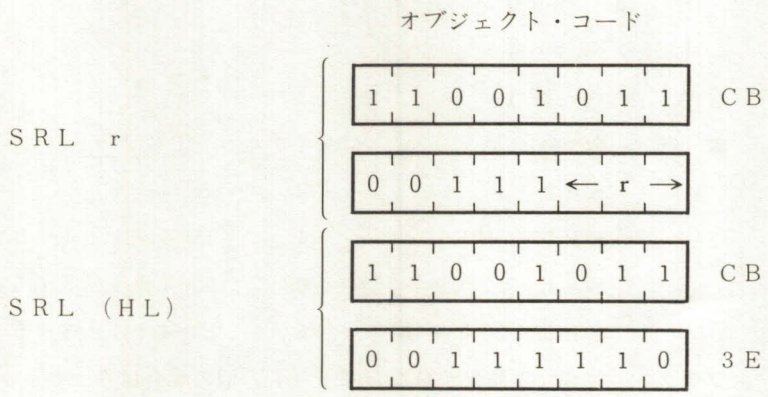 オブジェクト・コード
1 1 0 0 1 0 1 1 CB
SRL r
0 0 1 1 1 ← r →
1 1 0 0 1 0 1 1 CB
SRL (HL)
0 0 1 1 1 1 1 0 3E